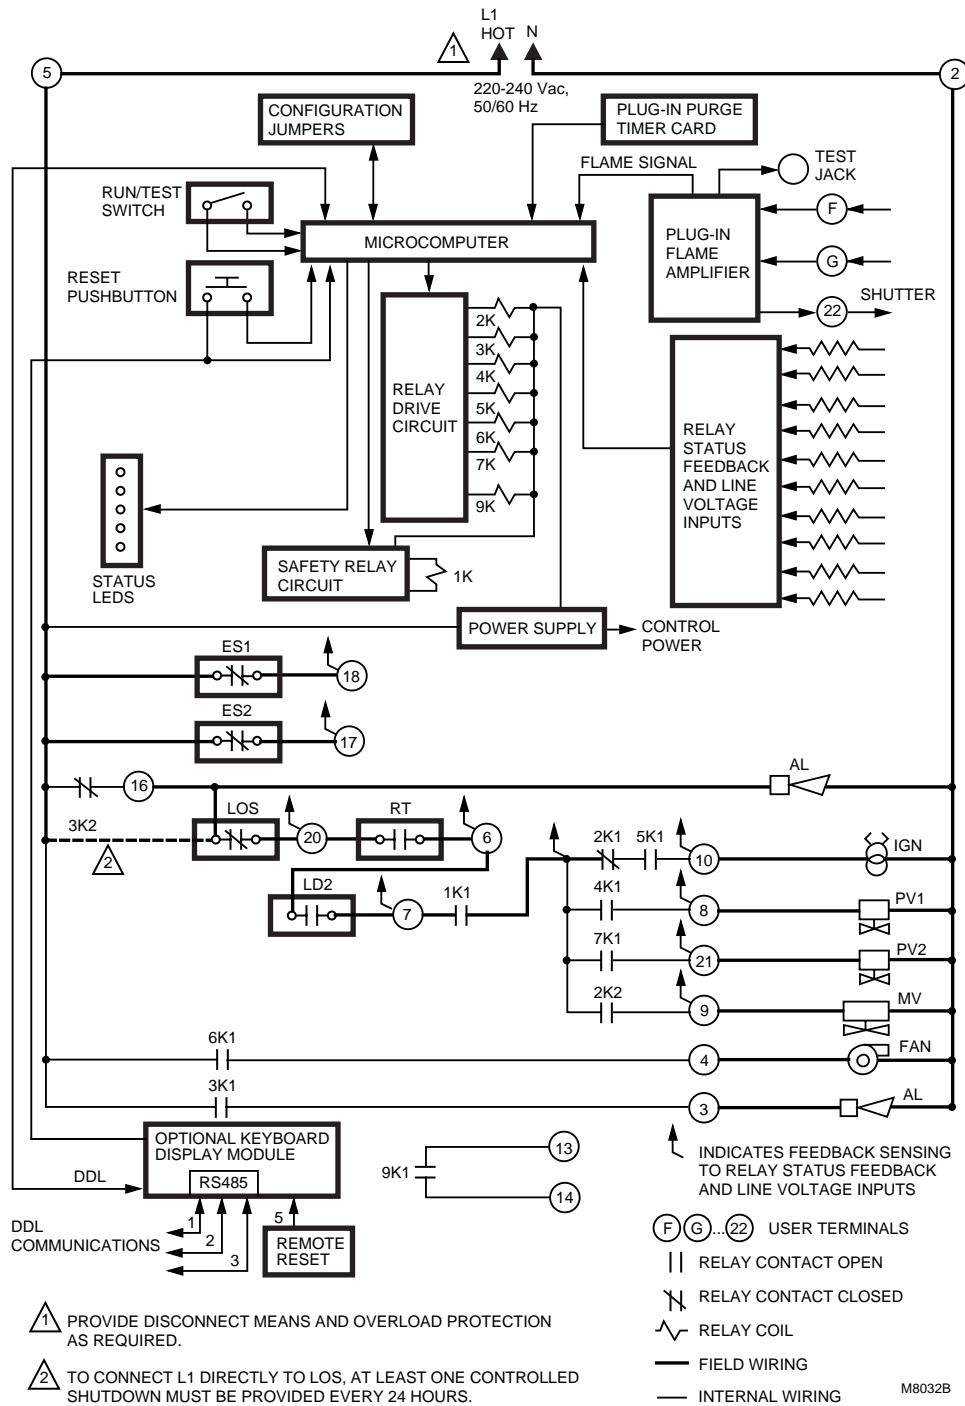 L1
HOT N
1
5
2
220-240 Vac,
50/60 Hz
CONFIGURATION
JUMPERS
PLUG-IN PURGE
TIMER CARD
FLAME SIGNAL
TEST
JACK
RUN/TEST
SWITCH
MICROCOMPUTER
PLUG-IN
FLAME
AMPLIFIER
F
G
22
SHUTTER
RESET
PUSHBUTTON
RELAY
DRIVE
CIRCUIT
2K
3K
4K
5K
6K
7K
9K
RELAY
STATUS
FEEDBACK
AND LINE
VOLTAGE
INPUTS
STATUS
LEDS
SAFETY RELAY
CIRCUIT
1K
POWER SUPPLY
CONTROL
POWER
ES1
18
ES2
17
16
AL
3K2
2
LOS
20
RT
6
LD2
7
1K1
2K1
5K1
10
IGN
4K1
8
PV1
7K1
21
PV2
2K2
9
MV
6K1
4
FAN
3K1
3
AL
OPTIONAL KEYBOARD
DISPLAY MODULE
RS485
DDL
DDL
COMMUNICATIONS
1
2
3
5
REMOTE
RESET
9K1
13
14
INDICATES FEEDBACK SENSING
TO RELAY STATUS FEEDBACK
AND LINE VOLTAGE INPUTS
F G ... 22 USER TERMINALS
RELAY CONTACT OPEN
RELAY CONTACT CLOSED
RELAY COIL
FIELD WIRING
INTERNAL WIRING
1 PROVIDE DISCONNECT MEANS AND OVERLOAD PROTECTION
AS REQUIRED.
2 TO CONNECT L1 DIRECTLY TO LOS, AT LEAST ONE CONTROLLED
SHUTDOWN MUST BE PROVIDED EVERY 24 HOURS.
M8032B